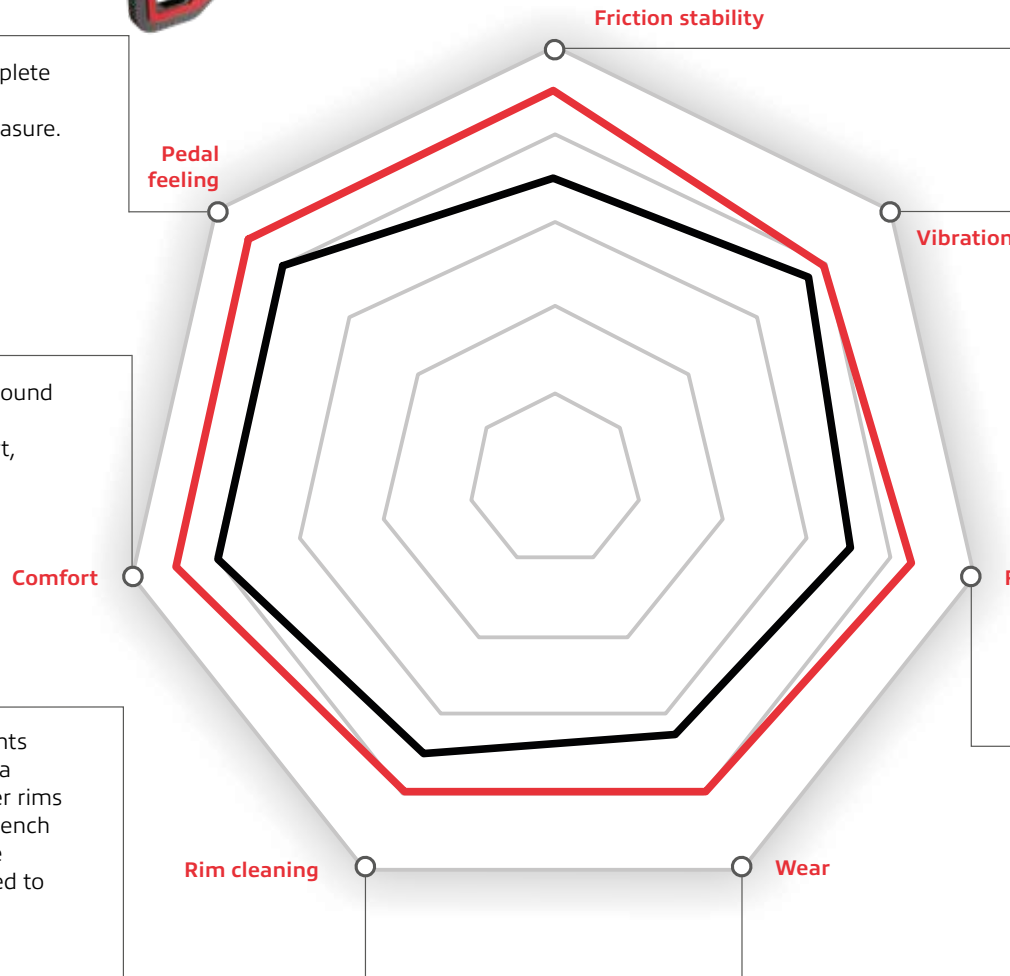 Friction stability
plete
asure.
Pedal
feeling
Vibration
ound
t,
Comfort
nts
a
er rims
ench
e
ed to
Rim cleaning
Wear